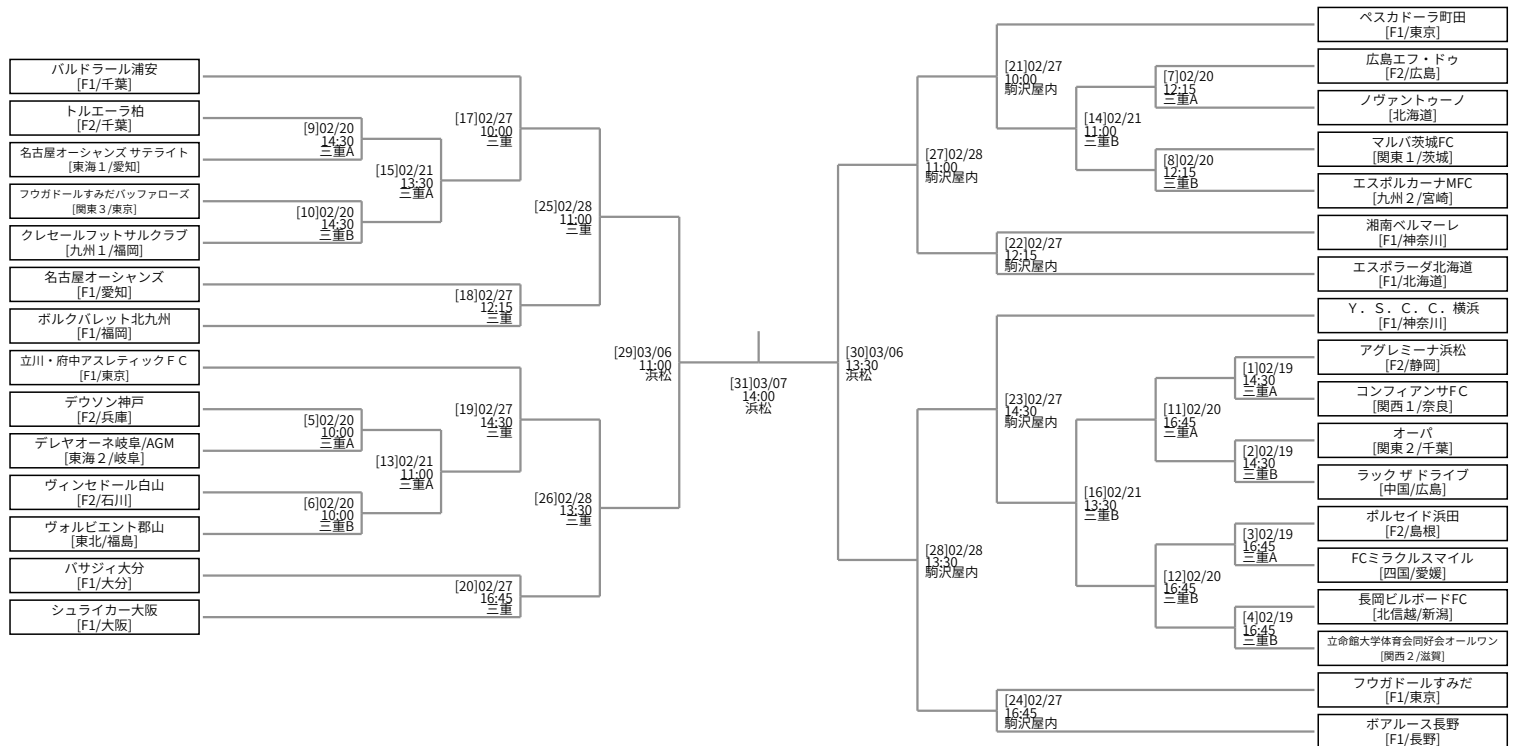 バルドラール浦安
[F1/千葉]
トルエーラ柏
[F2/千葉]
名古屋オーシャンズ サテライト
[東海１/愛知]
フウガドールすみだバッファローズ
[関東３/東京]
クレセールフットサルクラブ
[九州１/福岡]
名古屋オーシャンズ
[F1/愛知]
ボルクバレット北九州
[F1/福岡]
立川・府中アスレティックＦＣ
[F1/東京]
デウソン神戸
[F2/兵庫]
デレヤオーネ岐阜/AGM
[東海２/岐阜]
ヴィンセドール白山
[F2/石川]
ヴォルビエント郡山
[東北/福島]
バサジィ大分
[F1/大分]
シュライカー大阪
[F1/大阪]
[9]02/20
14:30
三重A
[10]02/20
14:30
三重B
[5]02/20
10:00
三重A
[6]02/20
10:00
三重B
[15]02/21
13:30
三重A
[13]02/21
11:00
三重A
[17]02/27
10:00
三重
[18]02/27
12:15
三重
[19]02/27
14:30
三重
[20]02/27
16:45
三重
[25]02/28
11:00
三重
[26]02/28
13:30
三重
[29]03/06
11:00
浜松
[31]03/07
14:00
浜松
[30]03/06
13:30
浜松
[27]02/28
11:00
駒沢屋内
[28]02/28
13:30
駒沢屋内
[21]02/27
10:00
駒沢屋内
[22]02/27
12:15
駒沢屋内
[23]02/27
14:30
駒沢屋内
[24]02/27
16:45
駒沢屋内
[14]02/21
11:00
三重B
[16]02/21
13:30
三重B
[7]02/20
12:15
三重A
[8]02/20
12:15
三重B
[11]02/20
16:45
三重A
[12]02/20
16:45
三重B
[1]02/19
14:30
三重A
[2]02/19
14:30
三重B
[3]02/19
16:45
三重A
[4]02/19
16:45
三重B
ペスカドーラ町田
[F1/東京]
広島エフ・ドゥ
[F2/広島]
ノヴァントゥーノ
[北海道]
マルバ茨城FC
[関東１/茨城]
エスポルカーナMFC
[九州２/宮崎]
湘南ベルマーレ
[F1/神奈川]
エスポラーダ北海道
[F1/北海道]
Ｙ．Ｓ．Ｃ．Ｃ．横浜
[F1/神奈川]
アグレミーナ浜松
[F2/静岡]
コンフィアンサFＣ
[関西１/奈良]
オーパ
[関東２/千葉]
ラック ザ ドライブ
[中国/広島]
ポルセイド浜田
[F2/島根]
FCミラクルスマイル
[四国/愛媛]
長岡ビルボードFC
[北信越/新潟]
立命館大学体育会同好会オールワン
[関西２/滋賀]
フウガドールすみだ
[F1/東京]
ボアルース長野
[F1/長野]